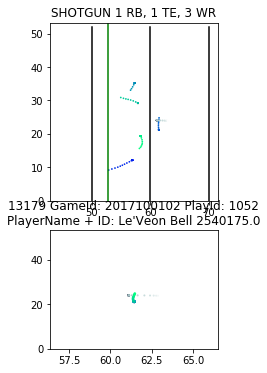 SHOTGUN 1 RB, 1 TE, 3 WR
50
40
30
20
10
0
50 60 70
13179 GameId: 2017100102 PlayId: 1052
PlayerName + ID: Le'Veon Bell 2540175.0
40
20
0
57.5 60.0 62.5 65.0